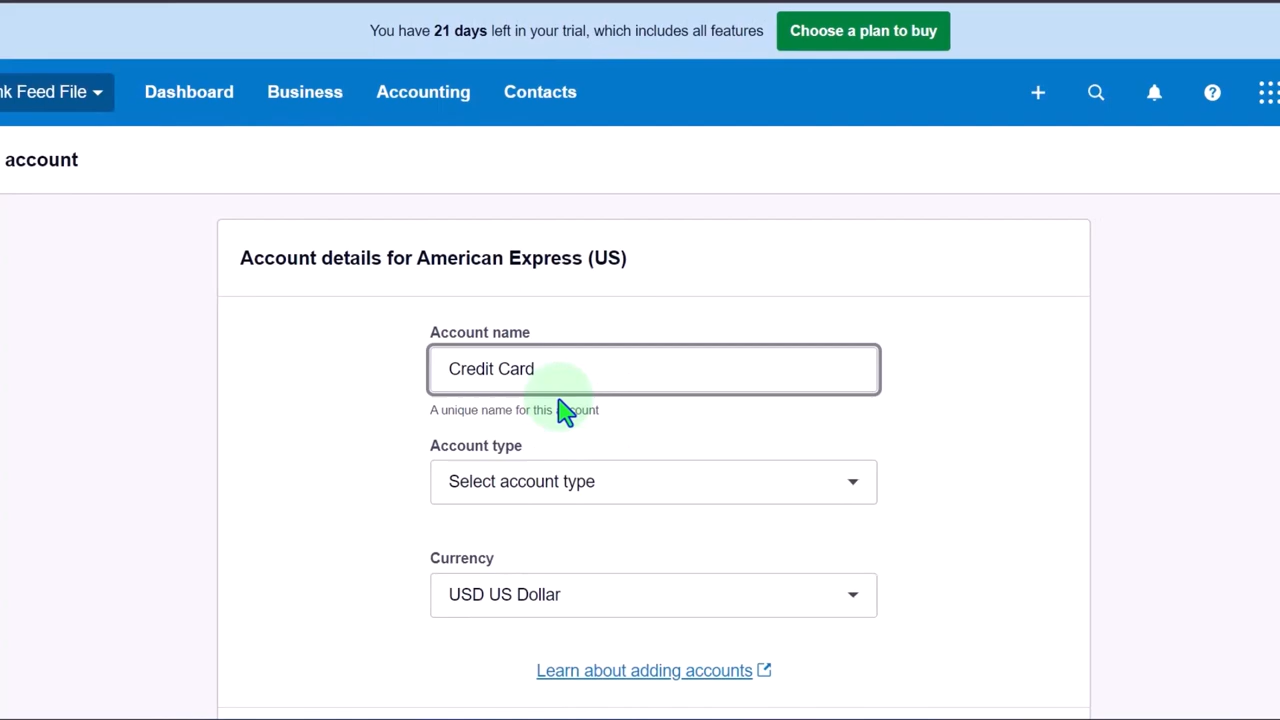 You have 21 days left in your trial, which includes all features Choose a plan to buy
nk Feed File Dashboard Business Accounting Contacts
account
Account details for American Express (US)
Account name
Credit Card
A unique name for this account
Account type
Select account type
Currency
USD US Dollar
Learn about adding accounts